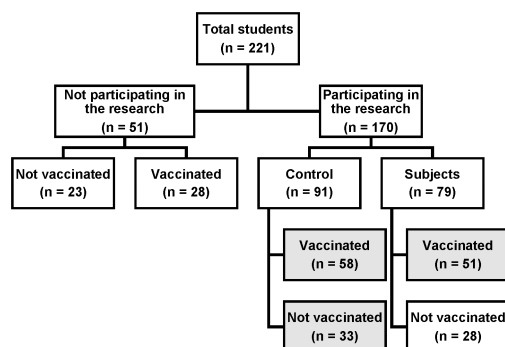 Total students
(n = 221)
Not participating in
the research
(n = 51)
Participating in
the research
(n = 170)
Not vaccinated
(n = 23)
Vaccinated
(n = 28)
Control
(n = 91)
Subjects
(n = 79)
Vaccinated
(n = 58)
Vaccinated
(n = 51)
Not vaccinated
(n = 33)
Not vaccinated
(n = 28)